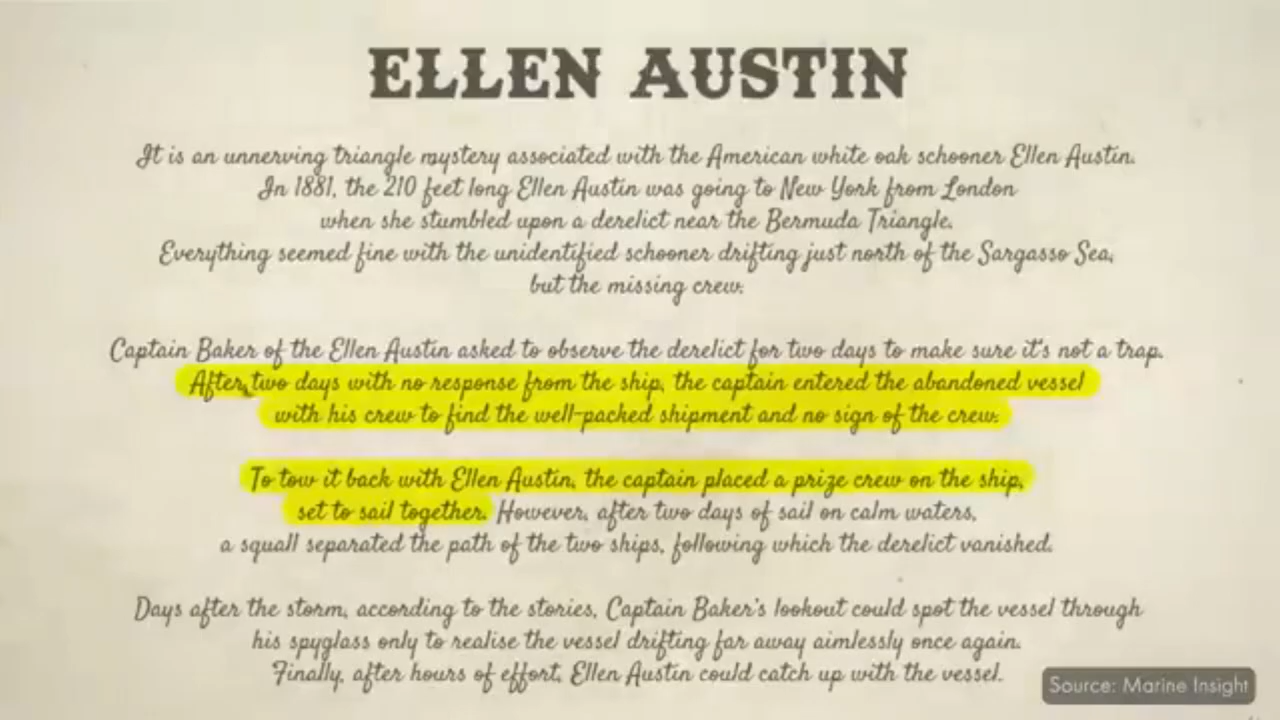 ELLEN AUSTIN
It is an unnerving triangle mystery associated with the American white oak schooner Ellen Austin.
In 1881, the 210 feet long Ellen Austin was going to New York from London
when she stumbled upon a derelict near the Bermuda Triangle.
Everything seemed fine with the unidentified schooner drifting just north of the Sargasso Sea,
but the missing crew.
Captain Baker of the Ellen Austin asked to observe the derelict for two days to make sure it's not a trap.
After two days with no response from the ship, the captain entered the abandoned vessel
with his crew to find the well-packed shipment and no sign of the crew.
To tow it back with Ellen Austin, the captain placed a prize crew on the ship,
set to sail together. However, after two days of sail on calm waters,
a squall separated the path of the two ships, following which the derelict vanished.
Days after the storm, according to the stories, Captain Baker's lookout could spot the vessel through
his spyglass only to realise the vessel drifting far away aimlessly once again.
Finally, after hours of effort, Ellen Austin could catch up with the vessel.
Source: Marine Insight